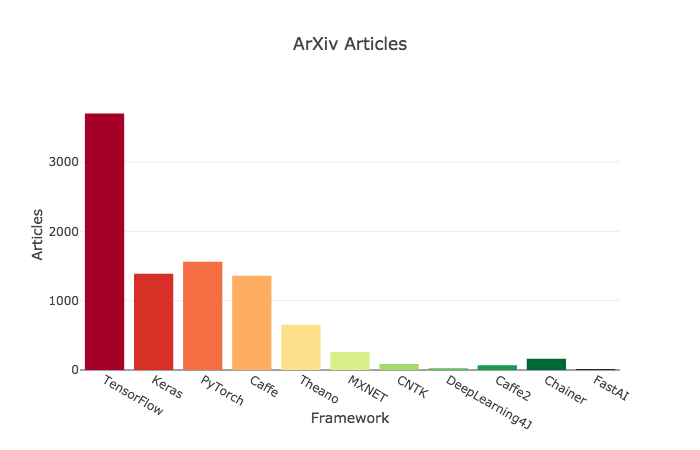 ArXiv Articles
Articles
3000
2000
1000
0
TensorFlow
Keras
PyTorch
Caffe
Theano
MXNET
CNTK
DeepLearning4J
Caffe2
Chainer
FastAI
Framework